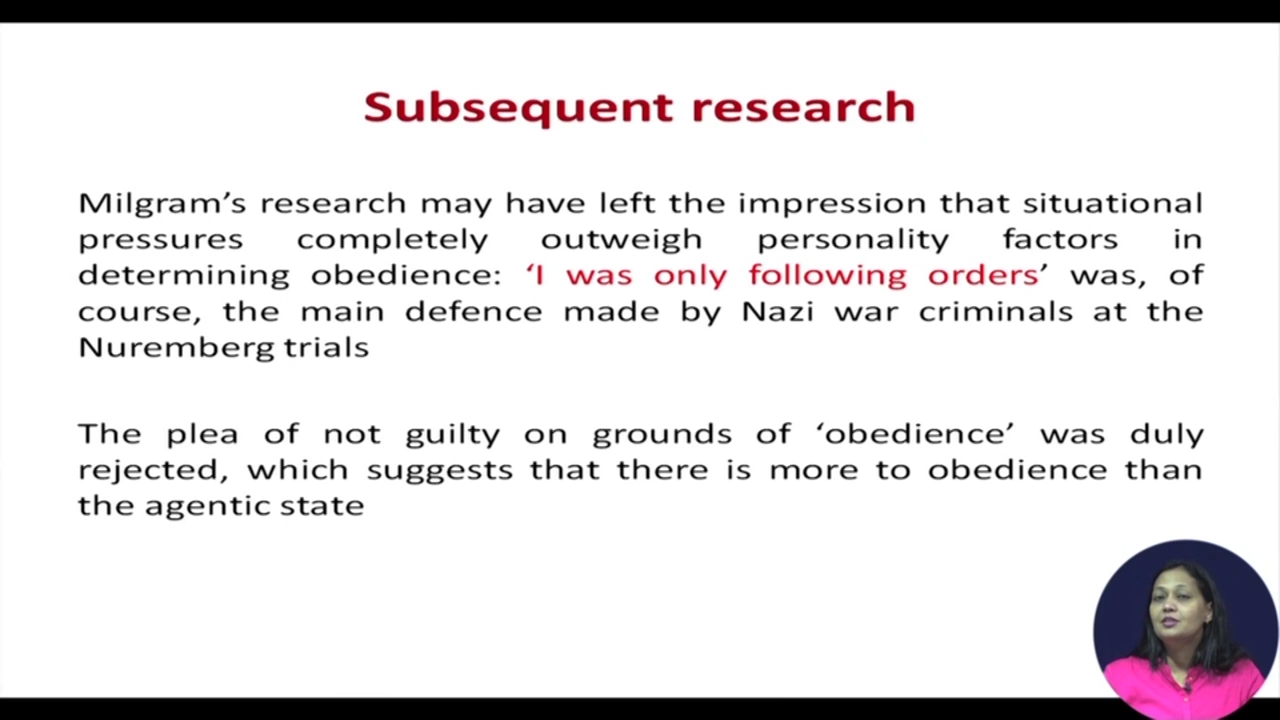 Subsequent research
Milgram’s research may have left the impression that situational
pressures completely outweigh personality factors in
determining obedience: ‘I was only following orders’ was, of
course, the main defence made by Nazi war criminals at the
Nuremberg trials
The plea of not guilty on grounds of ‘obedience’ was duly
rejected, which suggests that there is more to obedience than
the agentic state